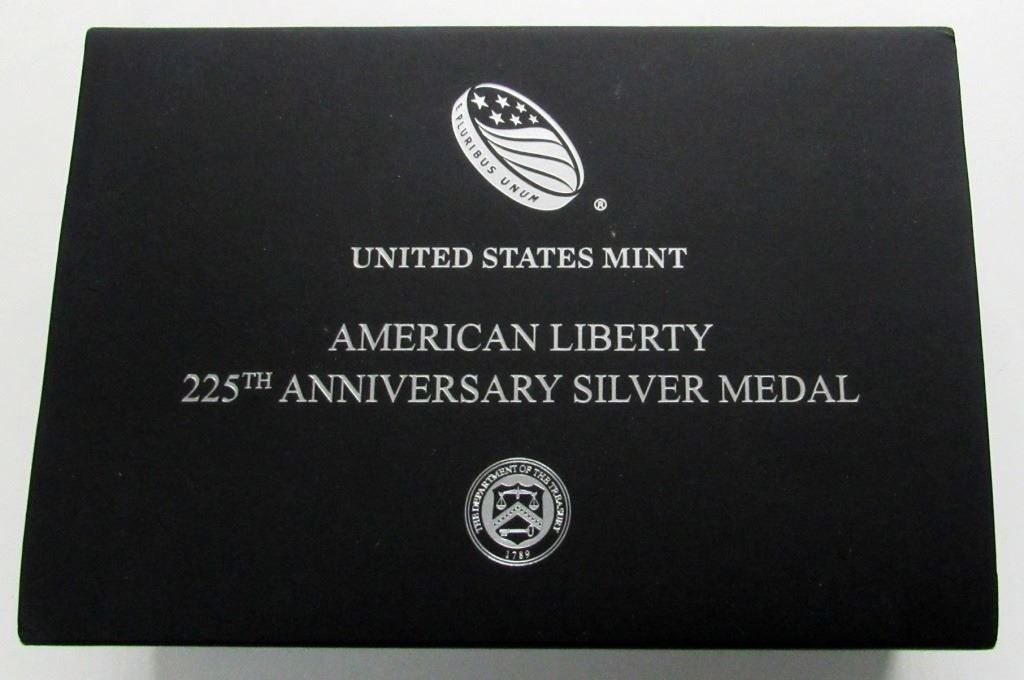 E PLURIBUS UNUM
®
UNITED STATES MINT
AMERICAN LIBERTY
225TH ANNIVERSARY SILVER MEDAL
THE DEPARTMENT OF THE TREASURY
1789